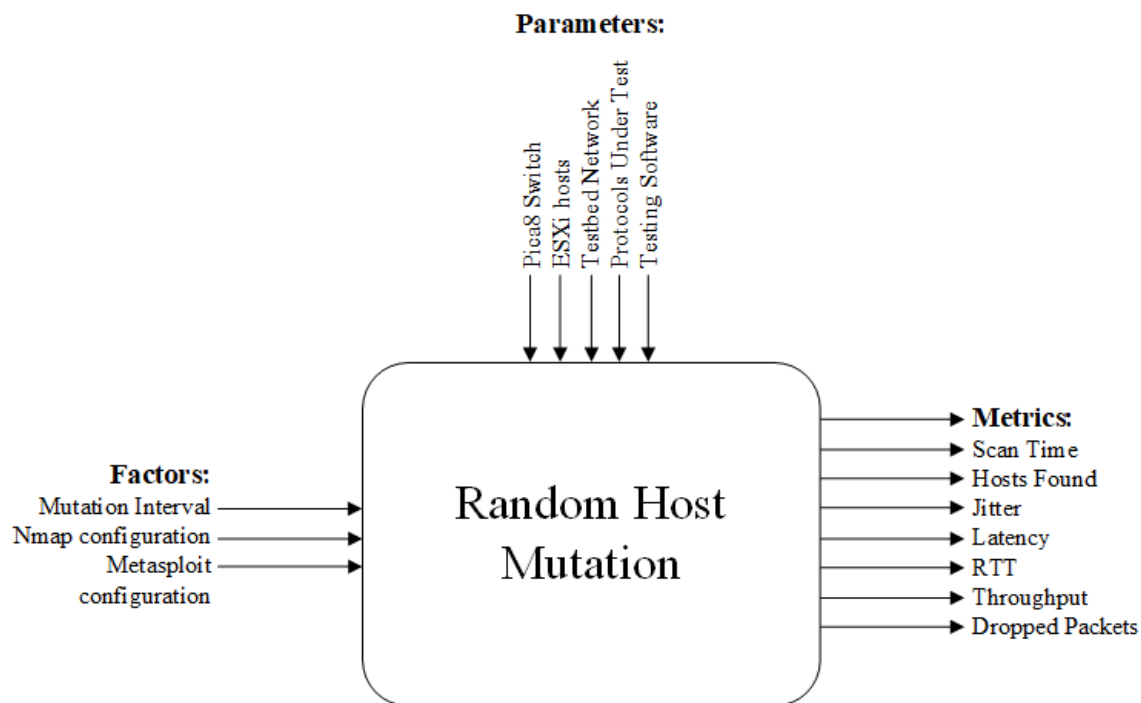 Parameters:
Pica8 Switch
ESXi hosts
Testbed Network
Protocols Under Test
Testing Software
Factors:
Mutation Interval
Nmap configuration
Metasploit
configuration
Random Host
Mutation
Metrics:
Scan Time
Hosts Found
Jitter
Latency
RTT
Throughput
Dropped Packets